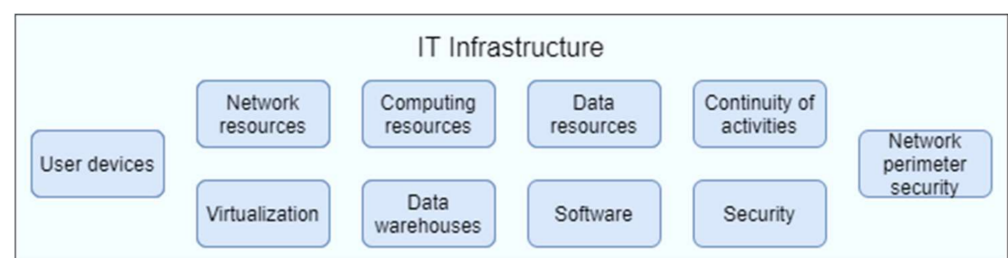 IT Infrastructure
Network
resources
Computing
resources
Data
resources
Continuity of
activities
User devices
Network
perimeter
security
Virtualization
Data
warehouses
Software
Security